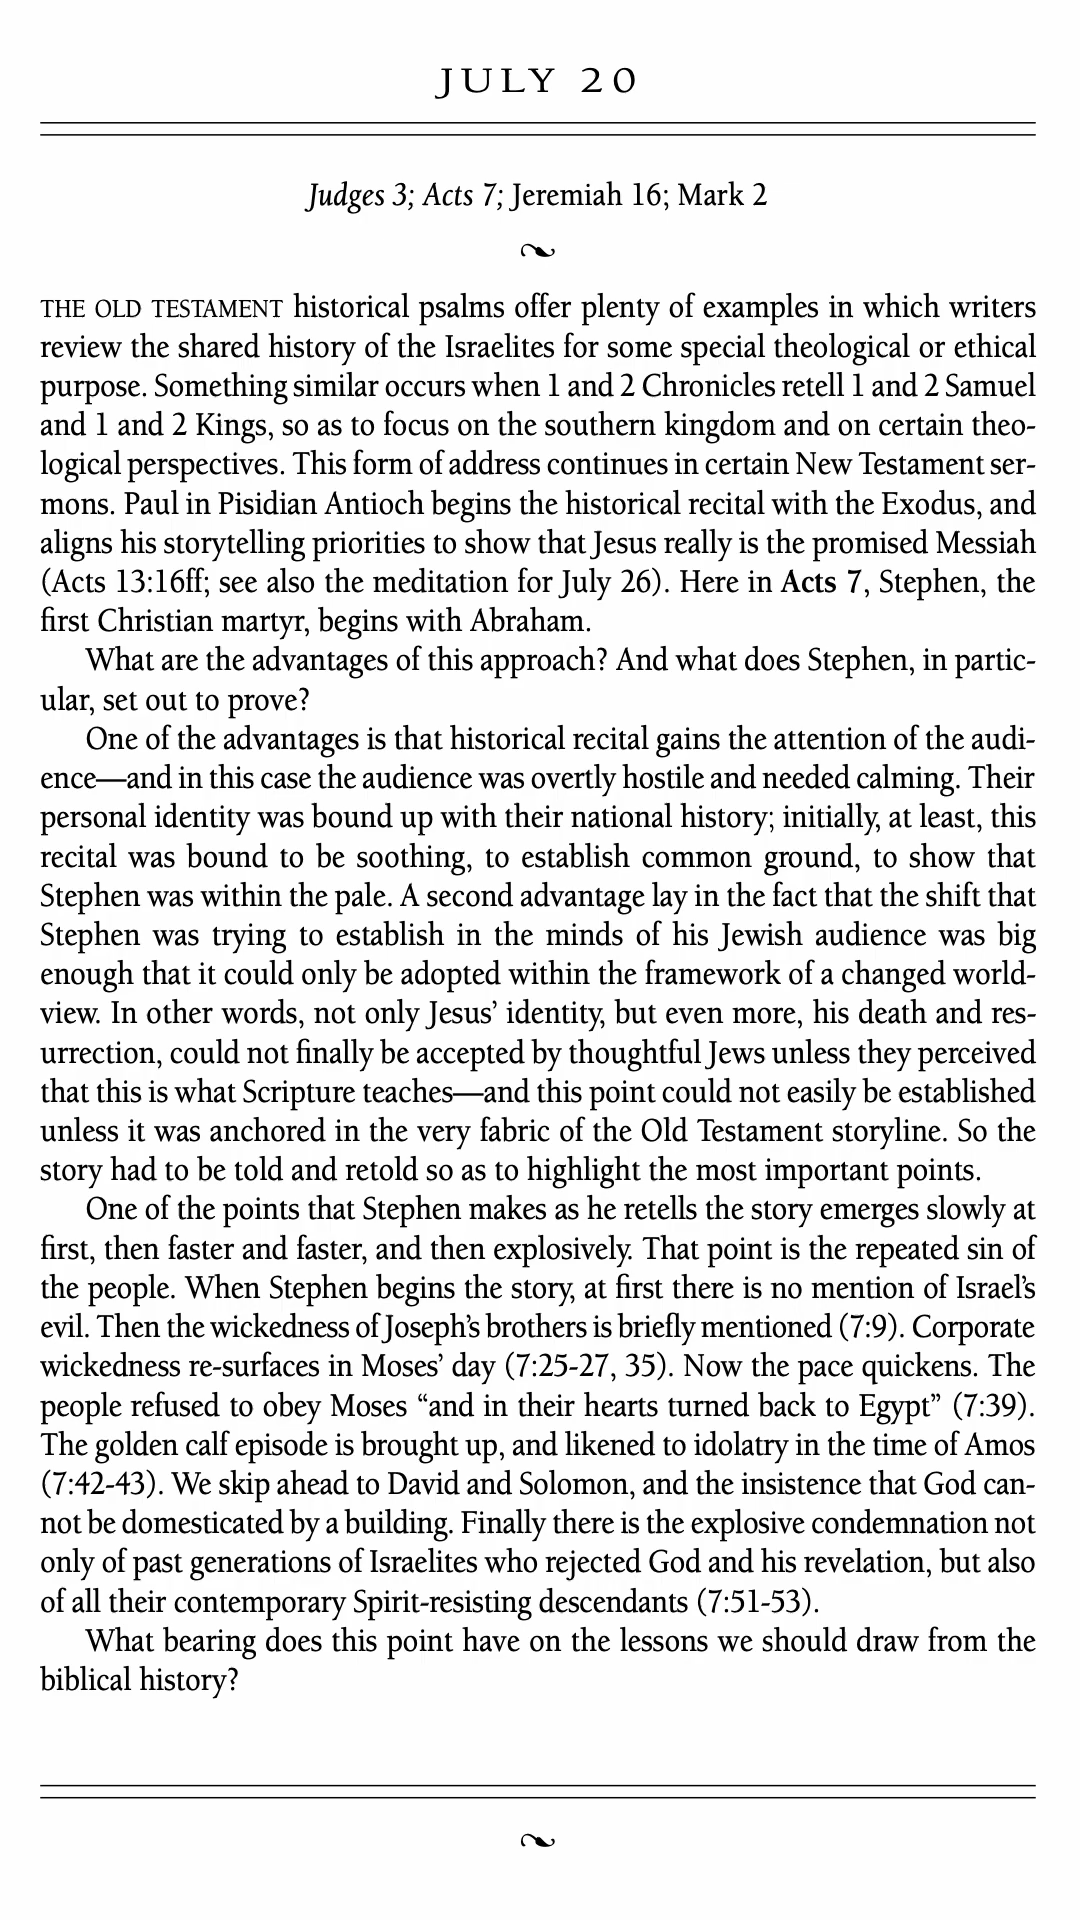 JULY 20
Judges 3; Acts 7; Jeremiah 16; Mark 2
THE OLD TESTAMENT historical psalms offer plenty of examples in which writers
review the shared history of the Israelites for some special theological or ethical
purpose. Something similar occurs when 1 and 2 Chronicles retell 1 and 2 Samuel
and 1 and 2 Kings, so as to focus on the southern kingdom and on certain theo-
logical perspectives. This form of address continues in certain New Testament ser-
mons. Paul in Pisidian Antioch begins the historical recital with the Exodus, and
aligns his storytelling priorities to show that Jesus really is the promised Messiah
(Acts 13:16ff; see also the meditation for July 26). Here in Acts 7, Stephen, the
first Christian martyr, begins with Abraham.
What are the advantages of this approach? And what does Stephen, in partic-
ular, set out to prove?
One of the advantages is that historical recital gains the attention of the audi-
ence—and in this case the audience was overtly hostile and needed calming. Their
personal identity was bound up with their national history; initially, at least, this
recital was bound to be soothing, to establish common ground, to show that
Stephen was within the pale. A second advantage lay in the fact that the shift that
Stephen was trying to establish in the minds of his Jewish audience was big
enough that it could only be adopted within the framework of a changed world-
view. In other words, not only Jesus’ identity, but even more, his death and res-
urrection, could not finally be accepted by thoughtful Jews unless they perceived
that this is what Scripture teaches—and this point could not easily be established
unless it was anchored in the very fabric of the Old Testament storyline. So the
story had to be told and retold so as to highlight the most important points.
One of the points that Stephen makes as he retells the story emerges slowly at
first, then faster and faster, and then explosively. That point is the repeated sin of
the people. When Stephen begins the story, at first there is no mention of Israel’s
evil. Then the wickedness of Joseph’s brothers is briefly mentioned (7:9). Corporate
wickedness re-surfaces in Moses’ day (7:25-27, 35). Now the pace quickens. The
people refused to obey Moses “and in their hearts turned back to Egypt” (7:39).
The golden calf episode is brought up, and likened to idolatry in the time of Amos
(7:42-43). We skip ahead to David and Solomon, and the insistence that God can-
not be domesticated by a building. Finally there is the explosive condemnation not
only of past generations of Israelites who rejected God and his revelation, but also
of all their contemporary Spirit-resisting descendants (7:51-53).
What bearing does this point have on the lessons we should draw from the
biblical history?